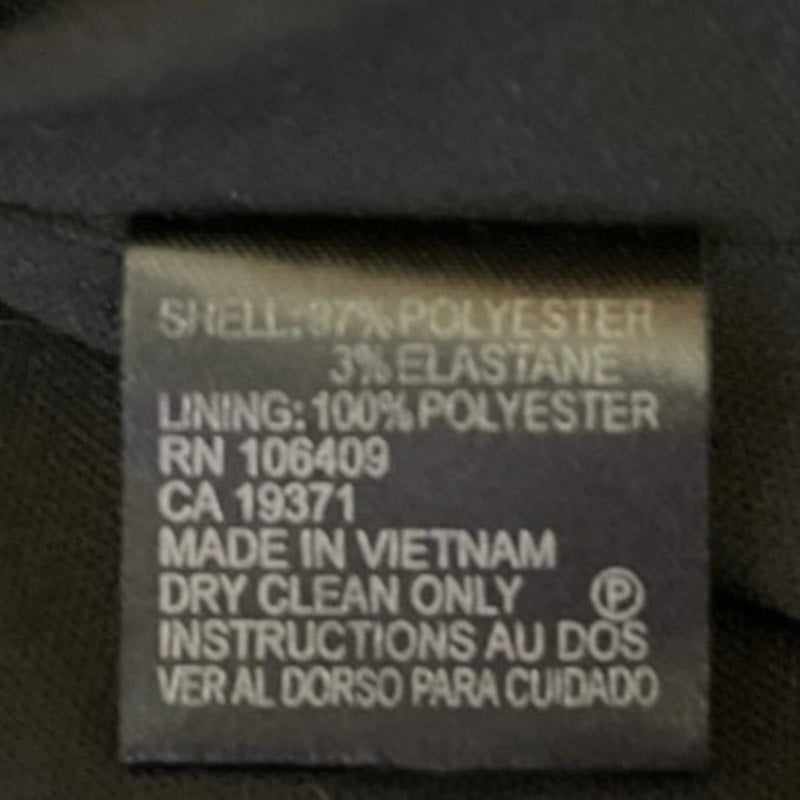 SHELL: 97% POLYESTER
3% ELASTANE
LINING: 100% POLYESTER
RN 106409
CA 19371
MADE IN VIETNAM
DRY CLEAN ONLY Ⓟ
INSTRUCTIONS AU DOS
VER AL DORSO PARA CUIDADO